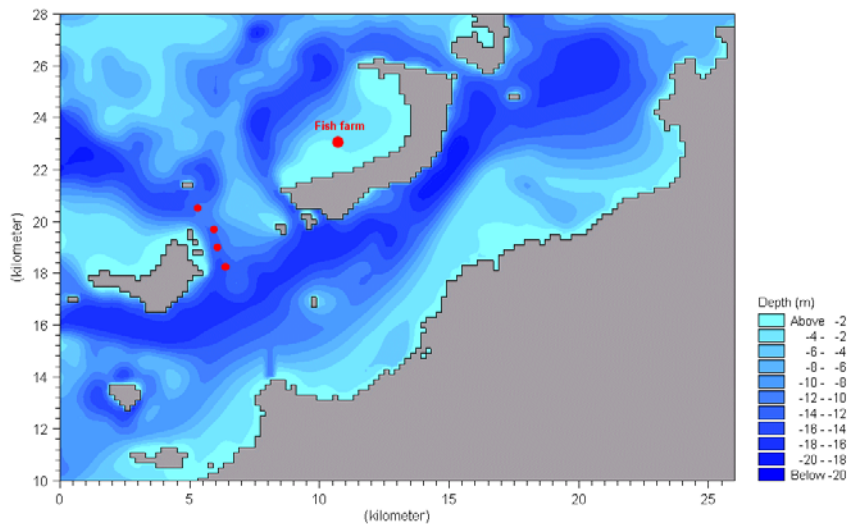 28
26
24
22
20
18
16
14
12
10
(kilometer)
Fish farm
0 5 10 15 20 25
(kilometer)
Depth (m)
Above -2
-4 - -2
-6 - -4
-8 - -6
-10 - -8
-12 - -10
-14 - -12
-16 - -14
-18 - -16
-20 - -18
Below -20